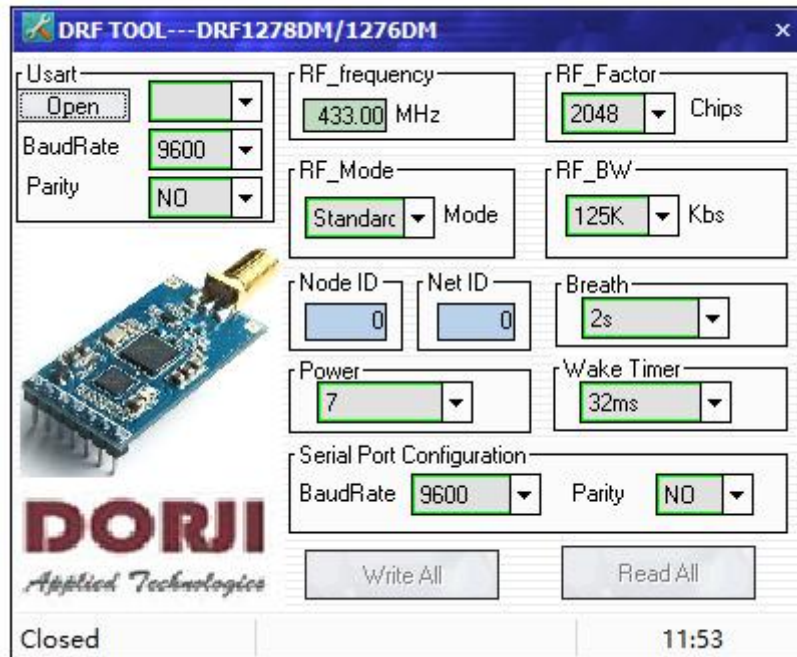 DRF TOOL---DRF1278DM/1276DM
Usart
Open
BaudRate 9600
Parity NO
RF_frequency
433.00 MHz
RF_Factor
2048 Chips
RF_Mode
Standarc Mode
RF_BW
125K Kbs
Node ID
0
Net ID
0
Breath
2s
Power
7
Wake Timer
32ms
Serial Port Configuration
BaudRate 9600 Parity NO
DORJI
Applied Technologies
Write All Read All
Closed 11:53